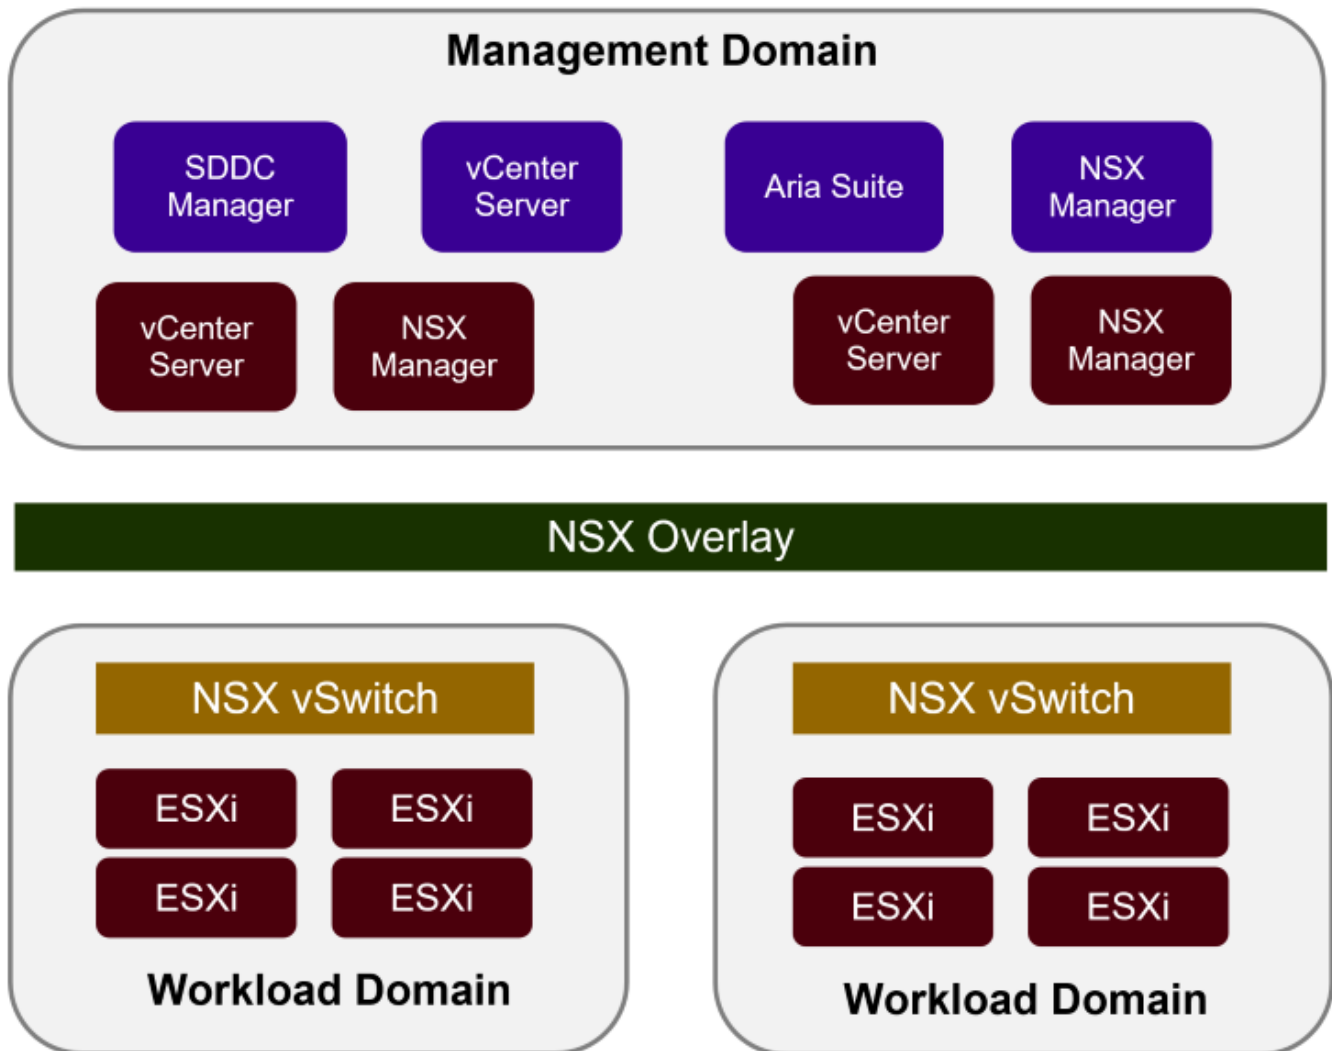 Management Domain
SDDC
Manager
vCenter
Server
Aria Suite
NSX
Manager
vCenter
Server
NSX
Manager
vCenter
Server
NSX
Manager
NSX Overlay
NSX vSwitch
ESXi
ESXi
ESXi
ESXi
Workload Domain
NSX vSwitch
ESXi
ESXi
ESXi
ESXi
Workload Domain